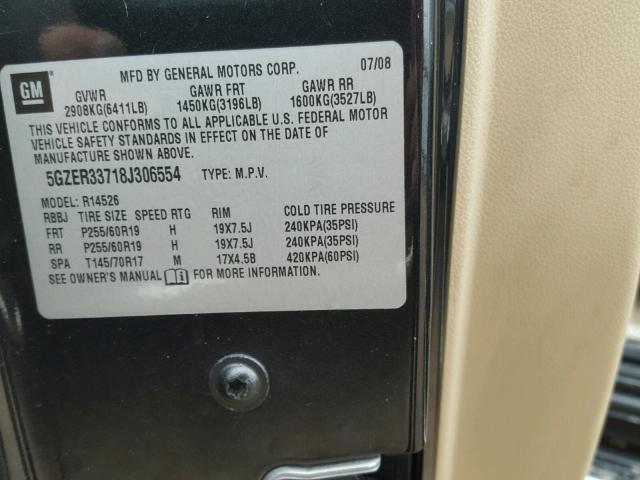 MFD BY GENERAL MOTORS CORP. 07/08
GM
GVWR GAWR FRT GAWR RR
2908KG(6411LB) 1450KG(3196LB) 1600KG(3527LB)
THIS VEHICLE CONFORMS TO ALL APPLICABLE U.S. FEDERAL MOTOR
VEHICLE SAFETY STANDARDS IN EFFECT ON THE DATE OF
MANUFACTURE SHOWN ABOVE.
5GZER33718J306554 TYPE: M.P.V.
MODEL: R14526
RBBJ TIRE SIZE SPEED RTG RIM COLD TIRE PRESSURE
FRT P255/60R19 H 19X7.5J 240KPA(35PSI)
RR P255/60R19 H 19X7.5J 240KPA(35PSI)
SPA T145/70R17 M 17X4.5B 420KPA(60PSI)
SEE OWNER'S MANUAL FOR MORE INFORMATION.